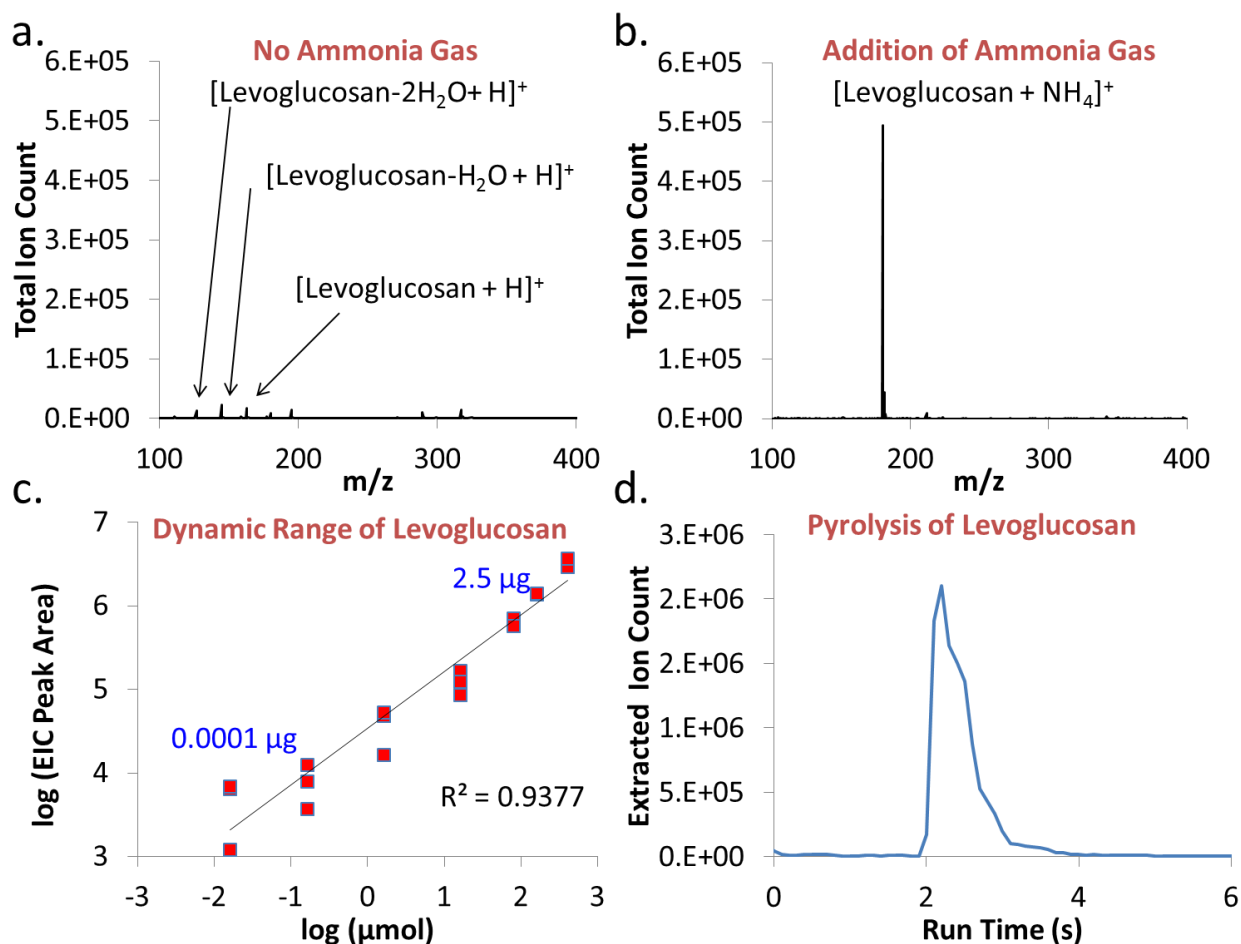 a.
No Ammonia Gas
6.E+05
5.E+05
4.E+05
3.E+05
2.E+05
1.E+05
0.E+00
Total Ion Count
[Levoglucosan-2H₂O+ H]⁺
[Levoglucosan-H₂O + H]⁺
[Levoglucosan + H]⁺
100
200
300
400
m/z
b.
Addition of Ammonia Gas
6.E+05
5.E+05
4.E+05
3.E+05
2.E+05
1.E+05
0.E+00
Total Ion Count
[Levoglucosan + NH₄]⁺
100
200
300
400
m/z
c.
Dynamic Range of Levoglucosan
7
6
5
4
3
log (EIC Peak Area)
2.5 µg
0.0001 µg
R² = 0.9377
-3
-2
-1
0
1
2
3
log (µmol)
d.
Pyrolysis of Levoglucosan
3.E+06
2.E+06
2.E+06
1.E+06
5.E+05
0.E+00
Extracted Ion Count
0
2
4
6
Run Time (s)